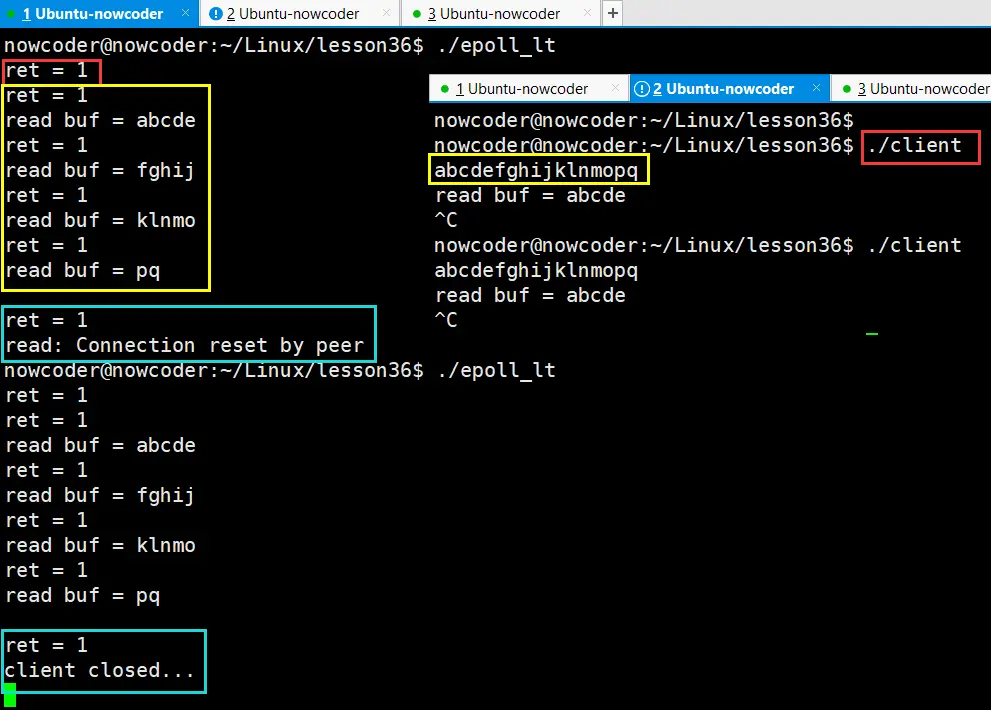 1 Ubuntu-nowcoder × 2 Ubuntu-nowcoder × 3 Ubuntu-nowcoder × +
nowcoder@nowcoder:~/Linux/lesson36$ ./epoll_lt
ret = 1
ret = 1
read buf = abcde
ret = 1
read buf = fghij
ret = 1
read buf = klnmo
ret = 1
read buf = pq
ret = 1
read: Connection reset by peer
nowcoder@nowcoder:~/Linux/lesson36$ ./epoll_lt
ret = 1
ret = 1
read buf = abcde
ret = 1
read buf = fghij
ret = 1
read buf = klnmo
ret = 1
read buf = pq
ret = 1
client closed...
1 Ubuntu-nowcoder × 2 Ubuntu-nowcoder × 3 Ubuntu-nowcoder
nowcoder@nowcoder:~/Linux/lesson36$
nowcoder@nowcoder:~/Linux/lesson36$ ./client
abcdefghijklnmopq
read buf = abcde
^C
nowcoder@nowcoder:~/Linux/lesson36$ ./client
abcdefghijklnmopq
read buf = abcde
^C